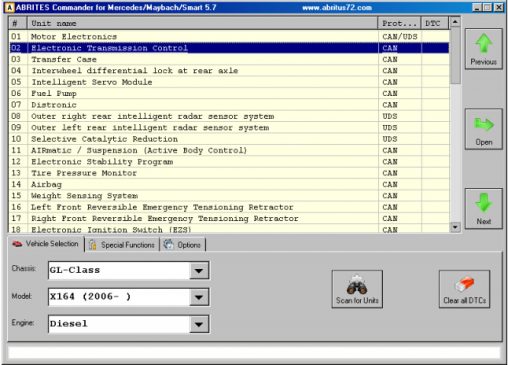 ABRITES Commander for Mercedes/Maybach/Smart 5.7 www.abritus72.com
# Unit name Prot... DTC
01 Motor Electronics CAN/UDS
02 Electronic Transmission Control CAN
03 Transfer Case CAN
04 Interwheel differential lock at rear axle CAN
05 Intelligent Servo Module CAN
06 Fuel Pump CAN
07 Distronic CAN
08 Outer right rear intelligent radar sensor system UDS
09 Outer left rear intelligent radar sensor system UDS
10 Selective Catalytic Reduction UDS
11 AIRmatic / Suspension (Active Body Control) CAN
12 Electronic Stability Program CAN
13 Tire Pressure Monitor CAN
14 Airbag CAN
15 Weight Sensing System CAN
16 Left Front Reversible Emergency Tensioning Retractor CAN
17 Right Front Reversible Emergency Tensioning Retractor CAN
18 Electronic Ignition Switch (EZS) CAN
Previous
Open
Next
Vehicle Selection Special Functions Options
Chassis: GL-Class
Model: X164 (2006- )
Engine: Diesel
Scan for Units
Clear all DTCs